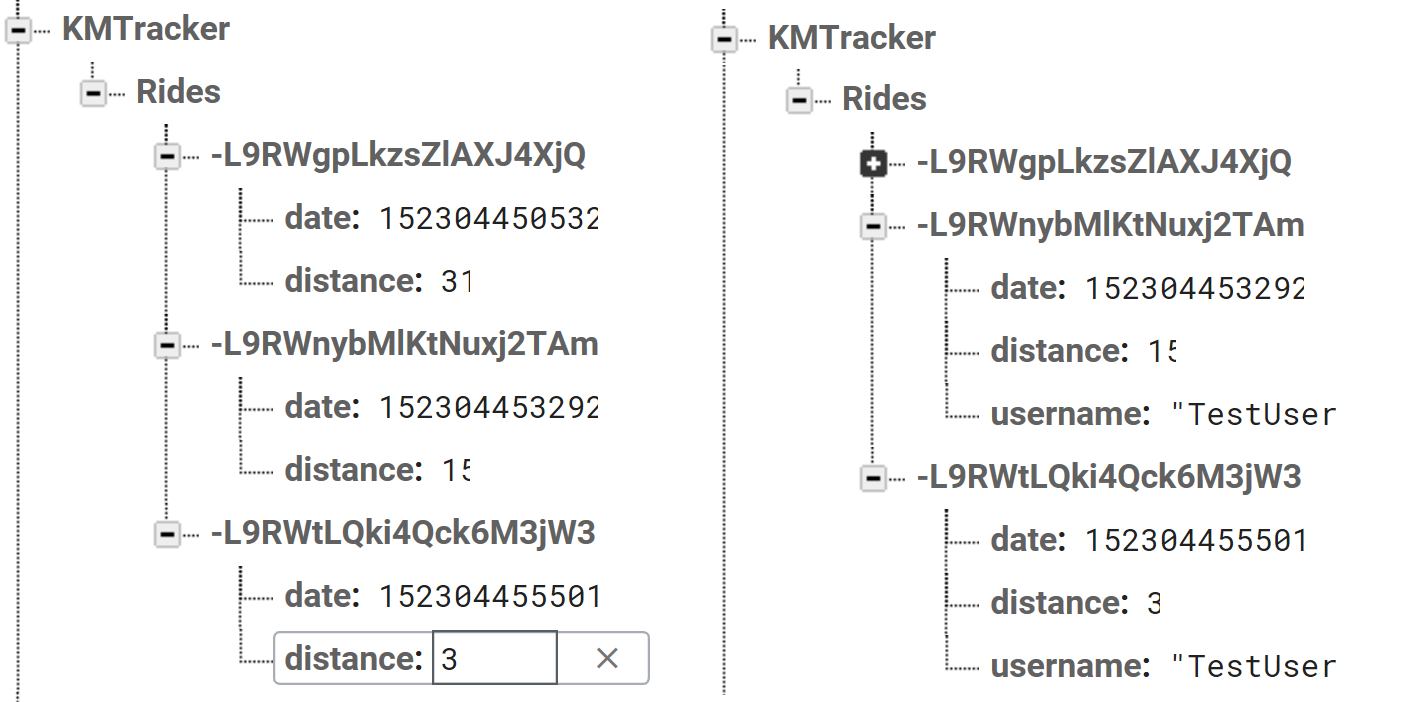 KMTracker
Rides
-L9RWgpLkzsZlAXJ4XjQ
date: 152304450532
distance: 31
-L9RWnybMlKtNuxj2TAm
date: 152304453292
distance: 15
-L9RWtLQki4Qck6M3jW3
date: 152304455501
distance: 3
KMTracker
Rides
-L9RWgpLkzsZlAXJ4XjQ
-L9RWnybMlKtNuxj2TAm
date: 152304453292
distance: 15
username: "TestUser
-L9RWtLQki4Qck6M3jW3
date: 152304455501
distance: 3
username: "TestUser